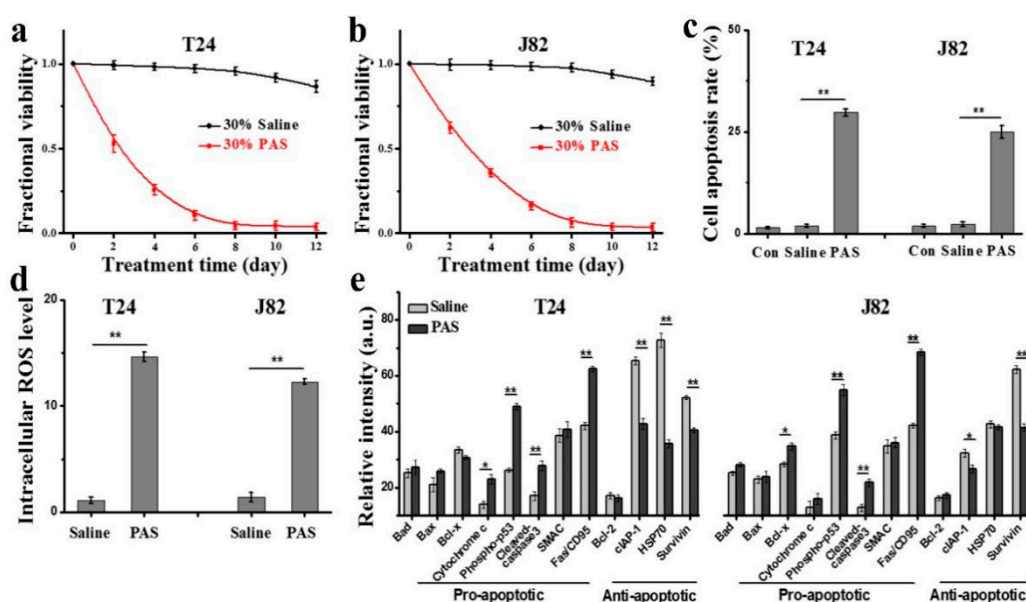 a
T24
Fractional viability
1.0
0.5
0.0
30% Saline
30% PAS
0 2 4 6 8 10 12
Treatment time (day)
b
J82
Fractional viability
1.0
0.5
0.0
30% Saline
30% PAS
0 2 4 6 8 10 12
Treatment time (day)
c
Cell apoptosis rate (%)
50
25
0
T24 J82
** **
Con Saline PAS Con Saline PAS
d
Intracellular ROS level
20
10
0
T24 J82
** **
Saline PAS Saline PAS
e
Relative intensity (a.u.)
80
60
40
20
Saline
PAS
T24
* ** ** ** ** ** **
Bad
Bax
Bcl-x
Cytochrome c
Phospho-p53
Cleaved-
caspase3
SMAC
Fas/CD95
Bcl-2
cIAP-1
HSP70
Survivin
Pro-apoptotic Anti-apoptotic
J82
* ** ** ** * **
Bad
Bax
Bcl-x
Cytochrome c
Phospho-p53
Cleaved-
caspase3
SMAC
Fas/CD95
Bcl-2
cIAP-1
HSP70
Survivin
Pro-apoptotic Anti-apoptotic